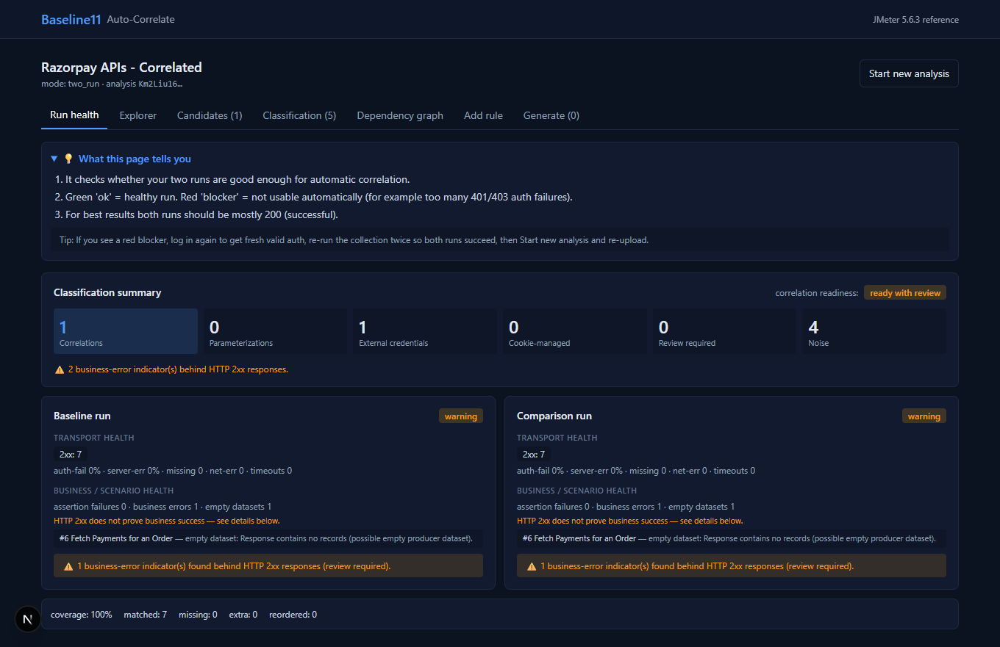 Baseline11 Auto-Correlate
JMeter 5.6.3 reference
Razorpay APIs - Correlated
mode: two_run · analysis Km2Liu16…
Start new analysis
Run health
Explorer
Candidates (1)
Classification (5)
Dependency graph
Add rule
Generate (0)
▼ 💡 What this page tells you
1. It checks whether your two runs are good enough for automatic correlation.
2. Green 'ok' = healthy run. Red 'blocker' = not usable automatically (for example too many 401/403 auth failures).
3. For best results both runs should be mostly 200 (successful).
Tip: If you see a red blocker, log in again to get fresh valid auth, re-run the collection twice so both runs succeed, then Start new analysis and re-upload.
Classification summary
correlation readiness: ready with review
1
Correlations
0
Parameterizations
1
External credentials
0
Cookie-managed
0
Review required
4
Noise
⚠ 2 business-error indicator(s) behind HTTP 2xx responses.
Baseline run
warning
TRANSPORT HEALTH
2xx: 7
auth-fail 0% · server-err 0% · missing 0 · net-err 0 · timeouts 0
BUSINESS / SCENARIO HEALTH
assertion failures 0 · business errors 1 · empty datasets 1
HTTP 2xx does not prove business success — see details below.
#6 Fetch Payments for an Order — empty dataset: Response contains no records (possible empty producer dataset).
⚠ 1 business-error indicator(s) found behind HTTP 2xx responses (review required).
Comparison run
warning
TRANSPORT HEALTH
2xx: 7
auth-fail 0% · server-err 0% · missing 0 · net-err 0 · timeouts 0
BUSINESS / SCENARIO HEALTH
assertion failures 0 · business errors 1 · empty datasets 1
HTTP 2xx does not prove business success — see details below.
#6 Fetch Payments for an Order — empty dataset: Response contains no records (possible empty producer dataset).
⚠ 1 business-error indicator(s) found behind HTTP 2xx responses (review required).
coverage: 100% matched: 7 missing: 0 extra: 0 reordered: 0
N